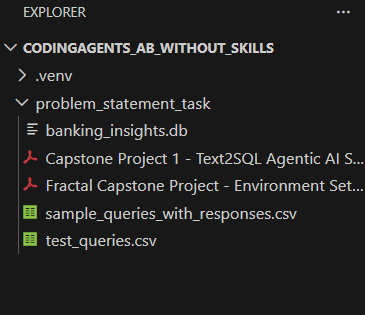 EXPLORER ...
CODINGAGENTS_AB_WITHOUT_SKILLS
.venv
problem_statement_task
banking_insights.db
Capstone Project 1 - Text2SQL Agentic AI S...
Fractal Capstone Project - Environment Set...
sample_queries_with_responses.csv
test_queries.csv